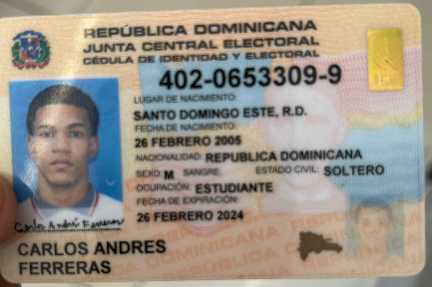 REPÚBLICA DOMINICANA
JUNTA CENTRAL ELECTORAL
CÉDULA DE IDENTIDAD Y ELECTORAL
402-0653309-9
LUGAR DE NACIMIENTO:
SANTO DOMINGO ESTE, R.D.
FECHA DE NACIMIENTO:
26 FEBRERO 2005
NACIONALIDAD: REPUBLICA DOMINICANA
SEXO: M SANGRE: ESTADO CIVIL: SOLTERO
OCUPACIÓN: ESTUDIANTE
FECHA DE EXPIRACIÓN:
26 FEBRERO 2024
Carlos Andrés Ferreras
CARLOS ANDRES
FERRERAS